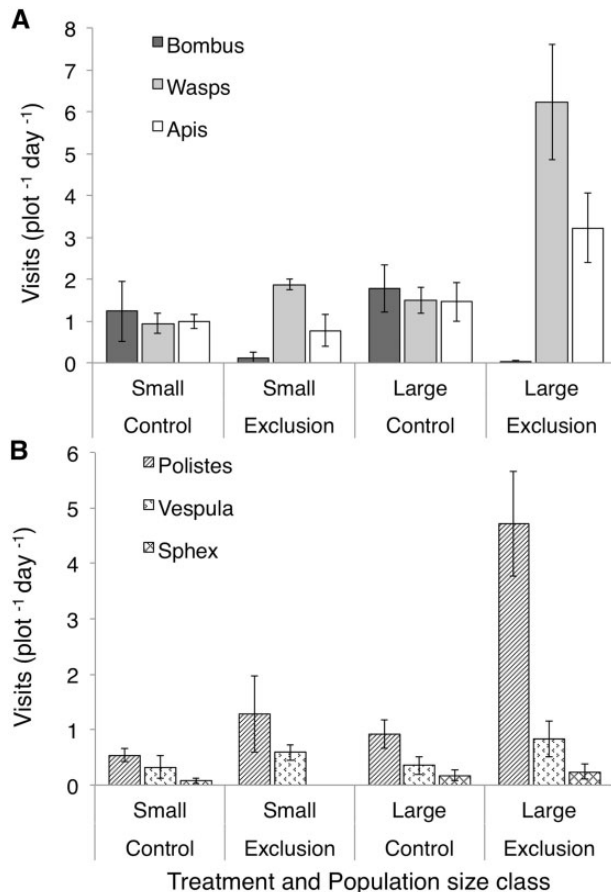 A
8
7
6
5
4
3
2
1
0
Visits (plot -1 day -1)
Bombus
Wasps
Apis
Small Small Large Large
Control Exclusion Control Exclusion
B
6
5
4
3
2
1
0
Visits (plot -1 day -1)
Polistes
Vespula
Sphex
Small Small Large Large
Control Exclusion Control Exclusion
Treatment and Population size class